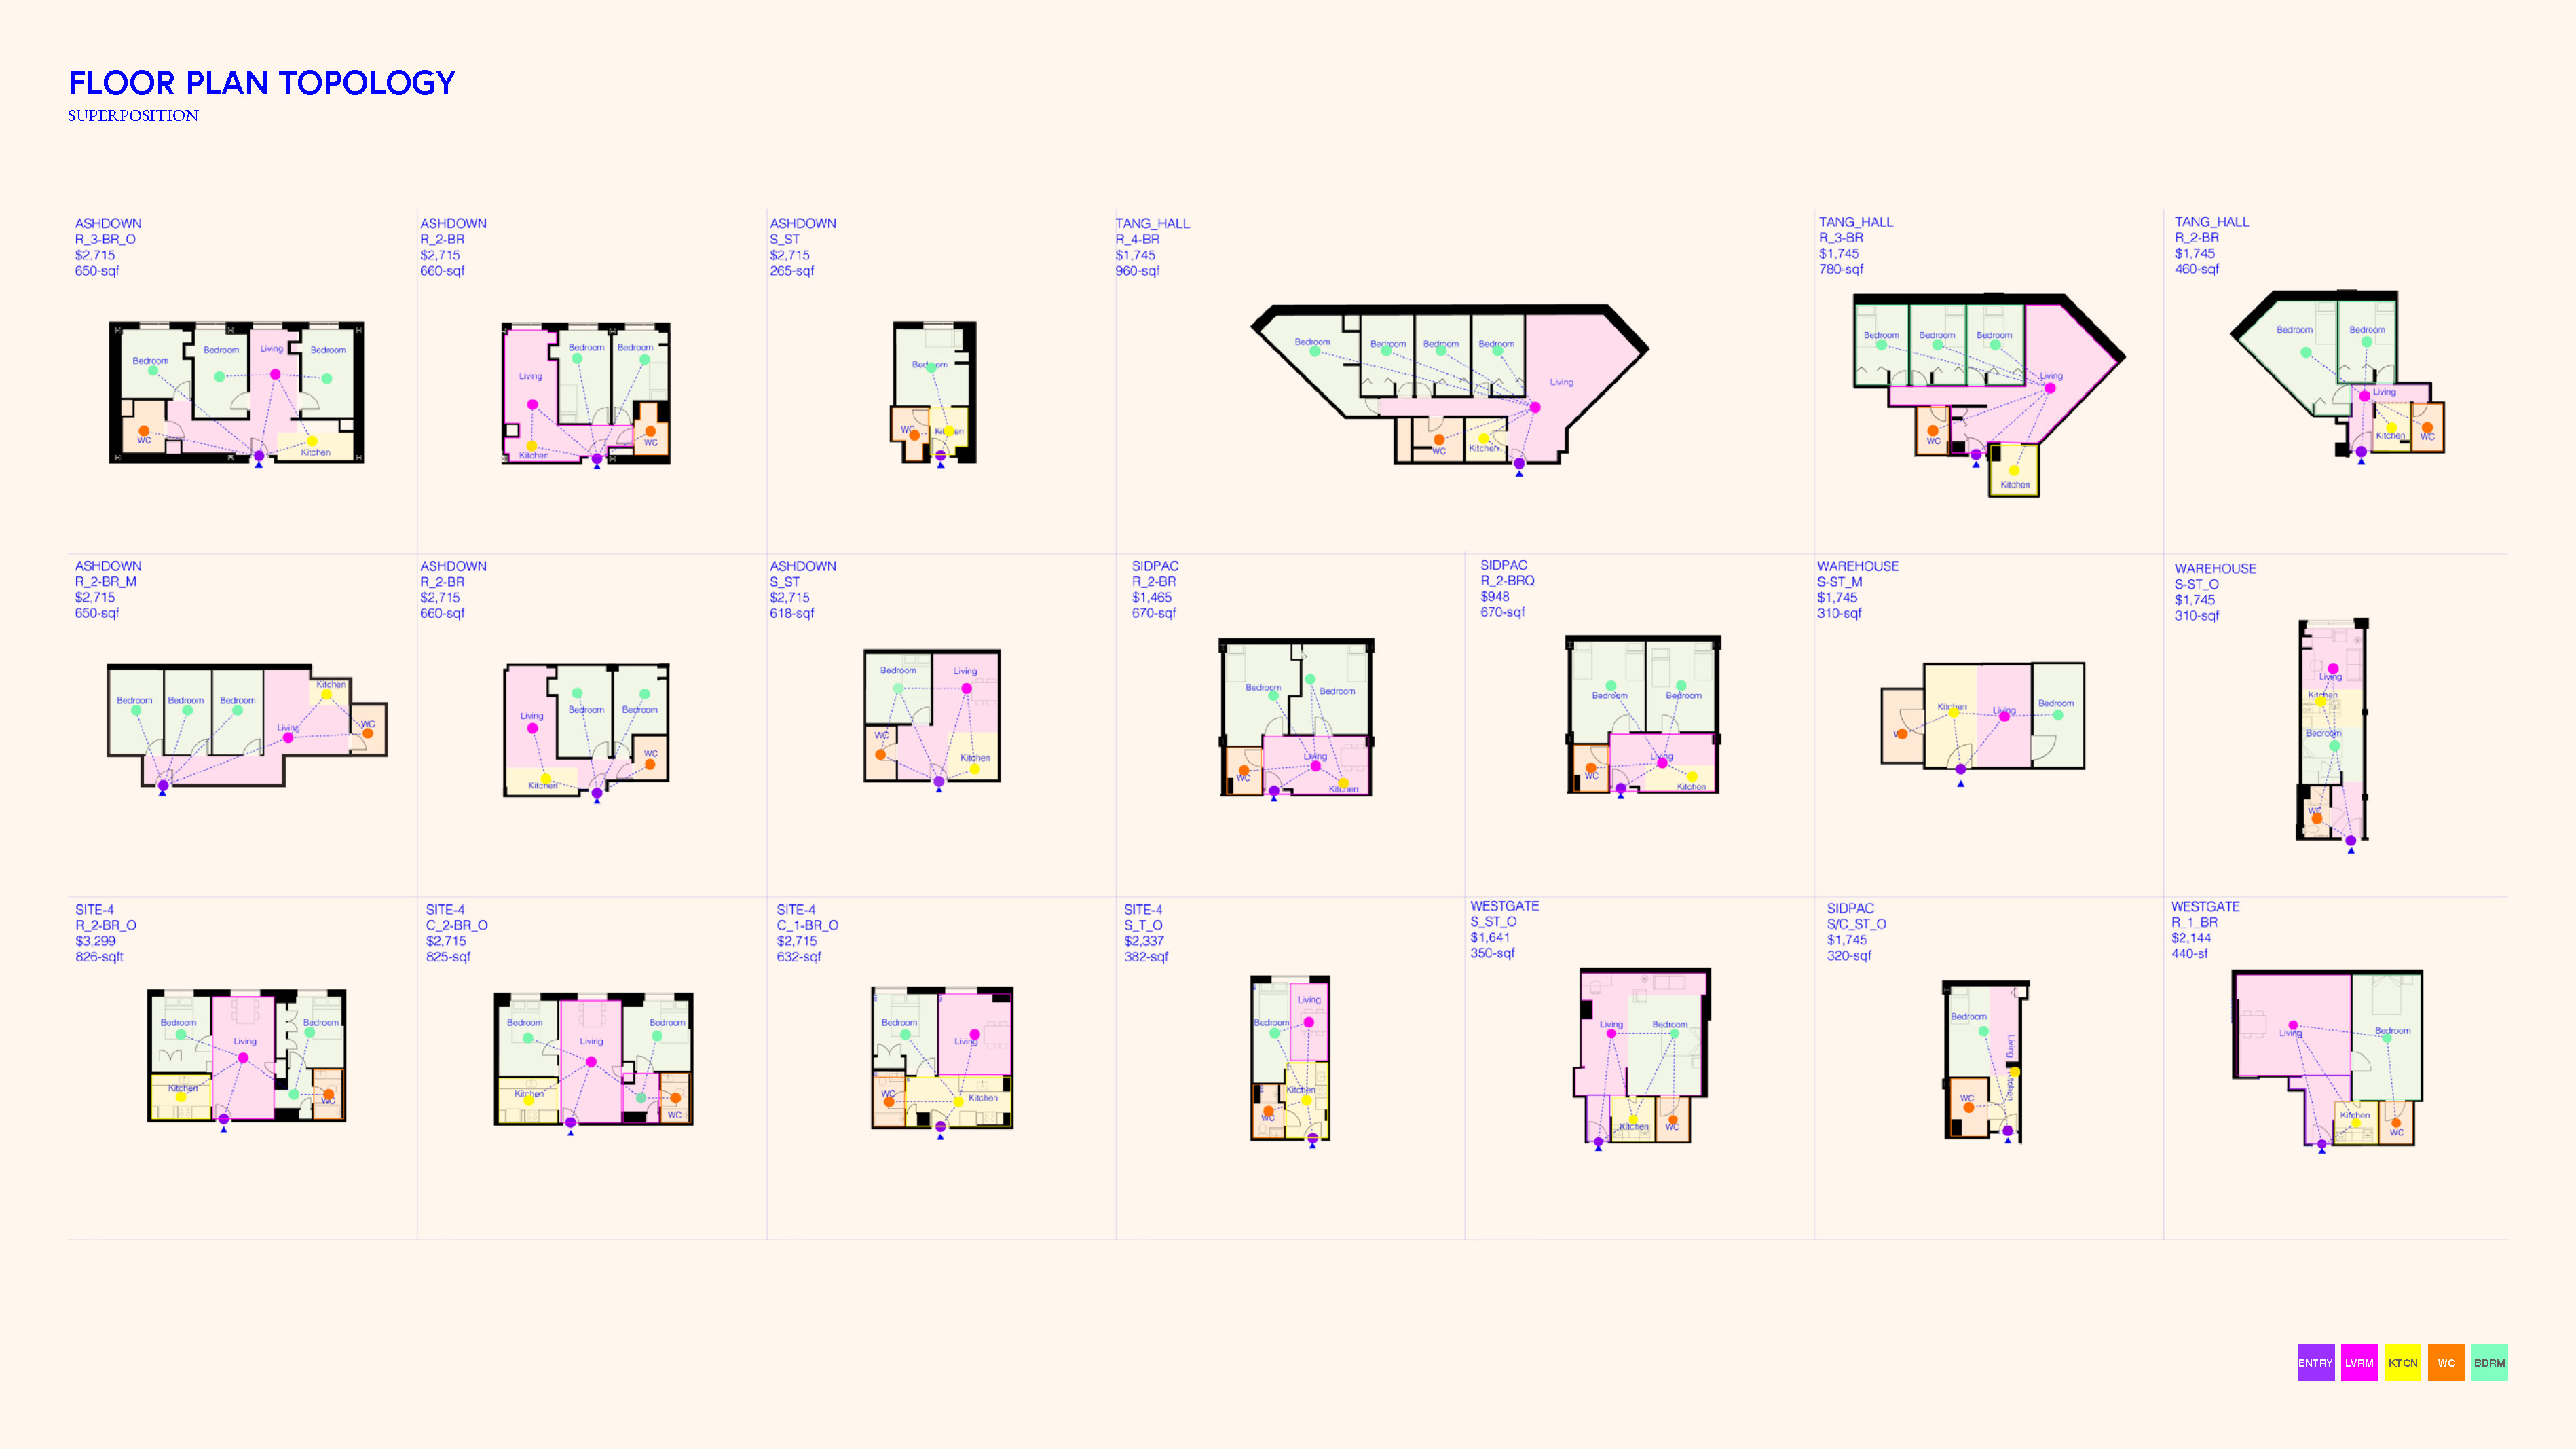 FLOOR PLAN TOPOLOGY
SUPERPOSITION
ASHDOWN
R_3-BR_O
$2,715
650-sqf
Bedroom
Bedroom
Living
Bedroom
WC
Kitchen
ASHDOWN
R_2-BR
$2,715
660-sqf
Bedroom
Bedroom
Living
WC
Kitchen
ASHDOWN
S_ST
$2,715
265-sqf
Bedroom
WC
Kitchen
TANG_HALL
R_4-BR
$1,745
960-sqf
Bedroom
Bedroom
Bedroom
Bedroom
Living
WC
Kitchen
TANG_HALL
R_3-BR
$1,745
780-sqf
Bedroom
Bedroom
Bedroom
Living
WC
Kitchen
TANG_HALL
R_2-BR
$1,745
460-sqf
Bedroom
Bedroom
Living
Kitchen
WC
ASHDOWN
R_2-BR_M
$2,715
650-sqf
Kitchen
Bedroom
Bedroom
Bedroom
Living
WC
ASHDOWN
R_2-BR
$2,715
660-sqf
Living
Bedroom
Bedroom
WC
Kitchen
ASHDOWN
S_ST
$2,715
618-sqf
Bedroom
Living
WC
Kitchen
SIDPAC
R_2-BR
$1,465
670-sqf
Bedroom
Bedroom
Living
WC
Kitchen
SIDPAC
R_2-BRQ
$948
670-sqf
Bedroom
Bedroom
Living
WC
Kitchen
WAREHOUSE
S-ST_M
$1,745
310-sqf
Kitchen
Living
Bedroom
WC
WAREHOUSE
S-ST_O
$1,745
310-sqf
Living
Kitchen
Bedroom
WC
SITE-4
R_2-BR_O
$3,299
826-sqft
Bedroom
Living
Bedroom
Kitchen
WC
SITE-4
C_2-BR_O
$2,715
825-sqf
Bedroom
Living
Bedroom
Kitchen
WC
SITE-4
C_1-BR_O
$2,715
632-sqf
Bedroom
Living
WC
Kitchen
SITE-4
S_T_O
$2,337
382-sqf
Living
Bedroom
Kitchen
WC
WESTGATE
S_ST_O
$1,641
350-sqf
Living
Bedroom
Kitchen
WC
SIDPAC
S/C_ST_O
$1,745
320-sqf
Bedroom
Living
Kitchen
WC
WESTGATE
R_1_BR
$2,144
440-sf
Living
Bedroom
Kitchen
WC
ENTRY
LVRM
KTCN
WC
BDRM